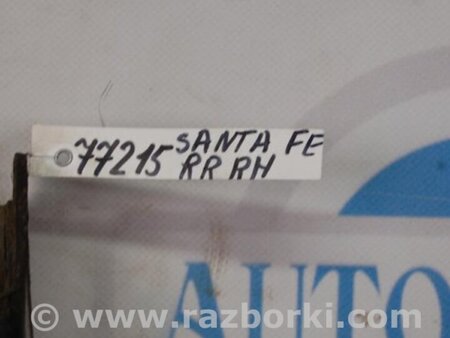 77215 SANTA FE
RR RH
AUTO
© www.razborki.com